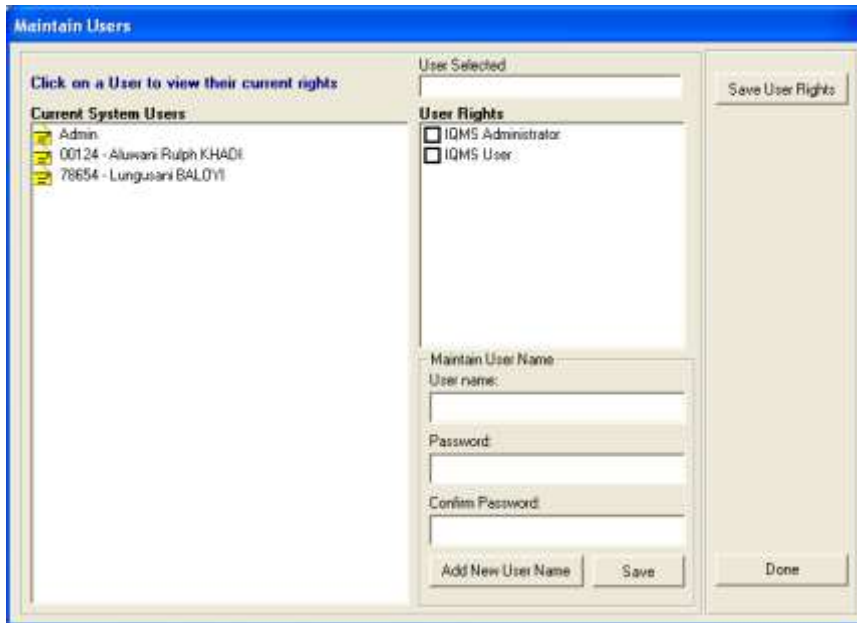 Maintain Users
Click on a User to view their current rights
Current System Users
Admin
00124 - Aluwani Rulph KHADI
78654 - Lungusani BALOYI
User Selected
User Rights
IQMS Administrator
IQMS User
Maintain User Name
User name:
Password:
Confirm Password:
Add New User Name
Save
Save User Rights
Done